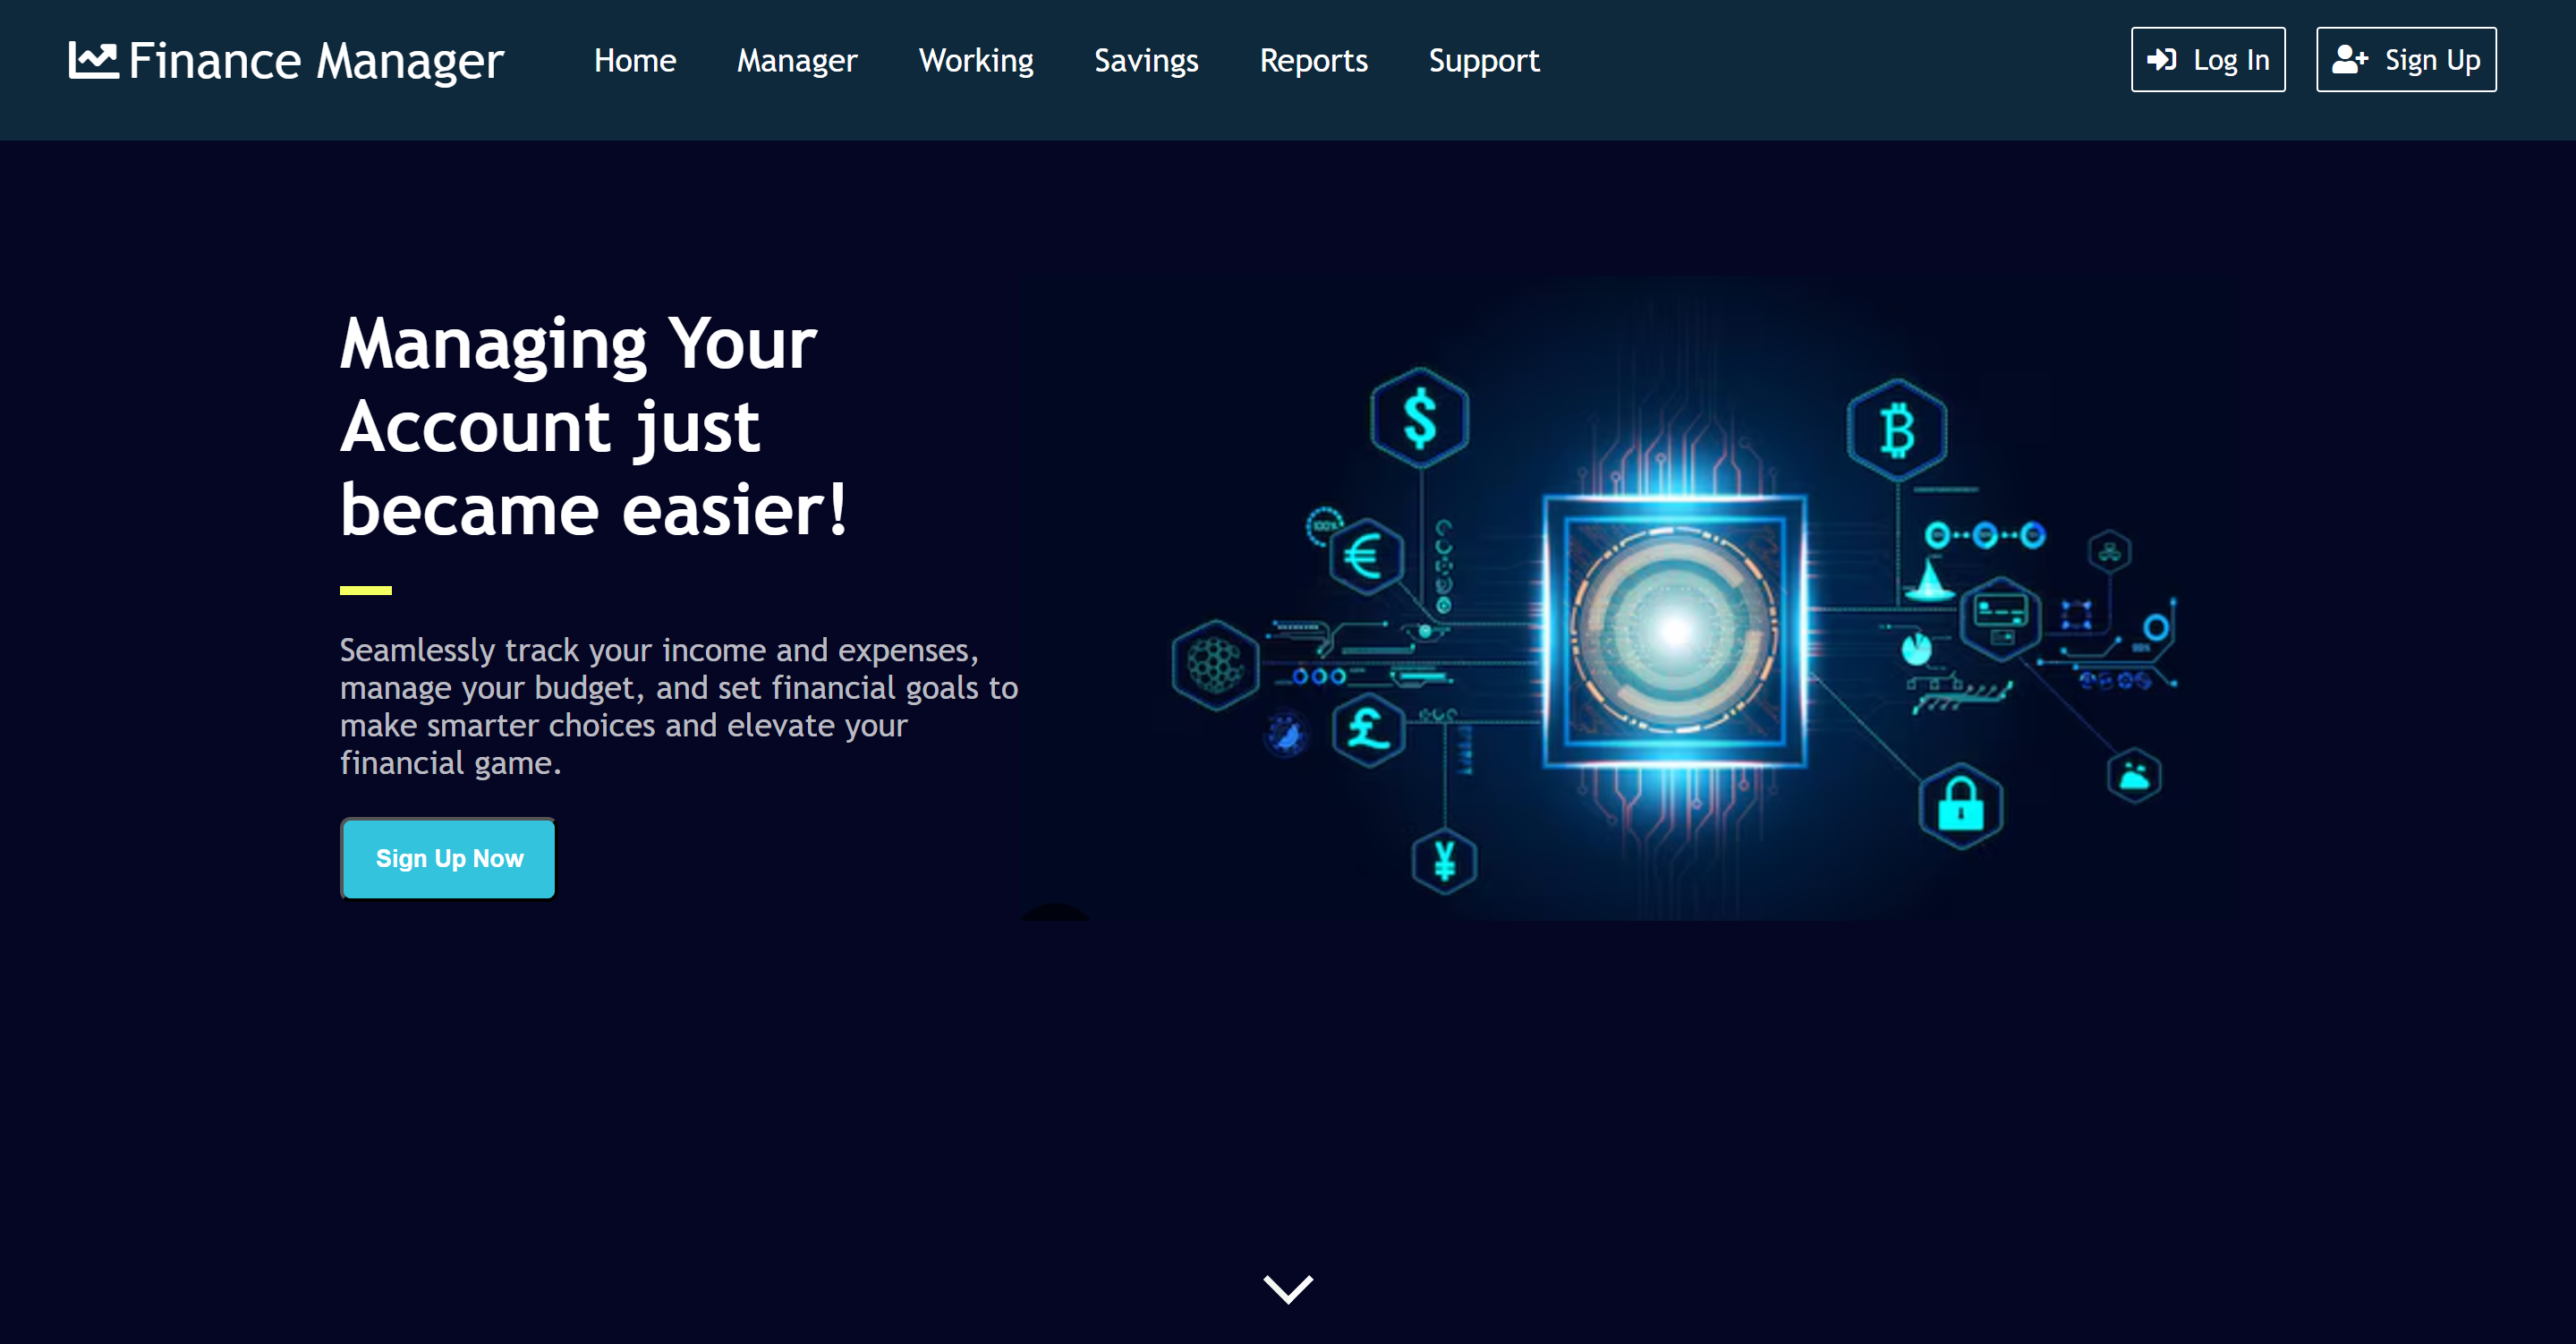 Finance Manager
Home
Manager
Working
Savings
Reports
Support
Log In
Sign Up
Managing Your
Account just
became easier!
Seamlessly track your income and expenses,
manage your budget, and set financial goals to
make smarter choices and elevate your
financial game.
Sign Up Now
$
₿
100%
€
£
¥